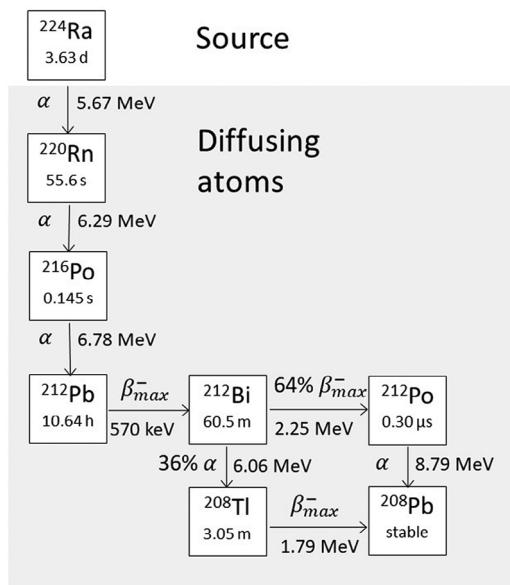 ²²⁴Ra
3.63 d
Source
α 5.67 MeV
²²⁰Rn
55.6 s
Diffusing
atoms
α 6.29 MeV
²¹⁶Po
0.145 s
α 6.78 MeV
²¹²Pb
10.64 h
β⁻max
570 keV
²¹²Bi
60.5 m
64% β⁻max
2.25 MeV
²¹²Po
0.30 µs
36% α 6.06 MeV
α 8.79 MeV
²⁰⁸Tl
3.05 m
β⁻max
1.79 MeV
²⁰⁸Pb
stable